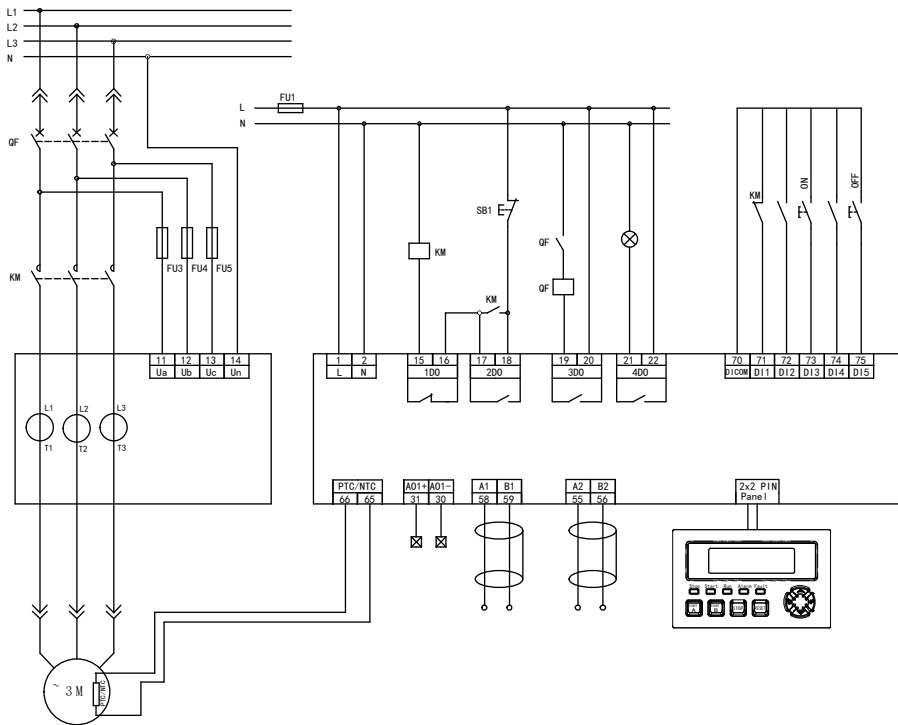 L1
L2
L3
N
QF
KM
FU3
FU4
FU5
11 12 13 14
Ua Ub Uc Un
L1 L2 L3
T1 T2 T3
~ 3 M
PTC/NTC
L
N
FU1
KM
SB1
KM
QF
QF
KM
ON
OFF
1 2 15 16 17 18 19 20 21 22 70 71 72 73 74 75
L N 1DO 2DO 3DO 4DO DICOM DI1 DI2 DI3 DI4 DI5
PTC/NTC AO1+ AO1- A1 B1 A2 B2
66 65 31 30 58 59 55 56
2x2 PIN
Panel
Stop Start Run Alarm Fault
A B STOP RESET